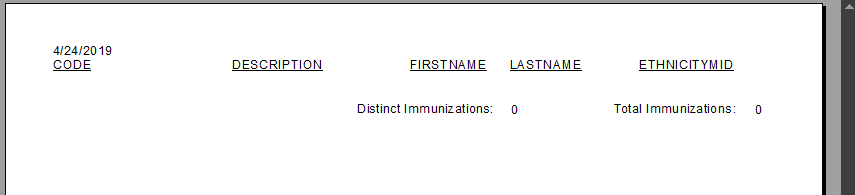 4/24/2019
CODE DESCRIPTION FIRSTNAME LASTNAME ETHNICITYMID
Distinct Immunizations: 0 Total Immunizations: 0